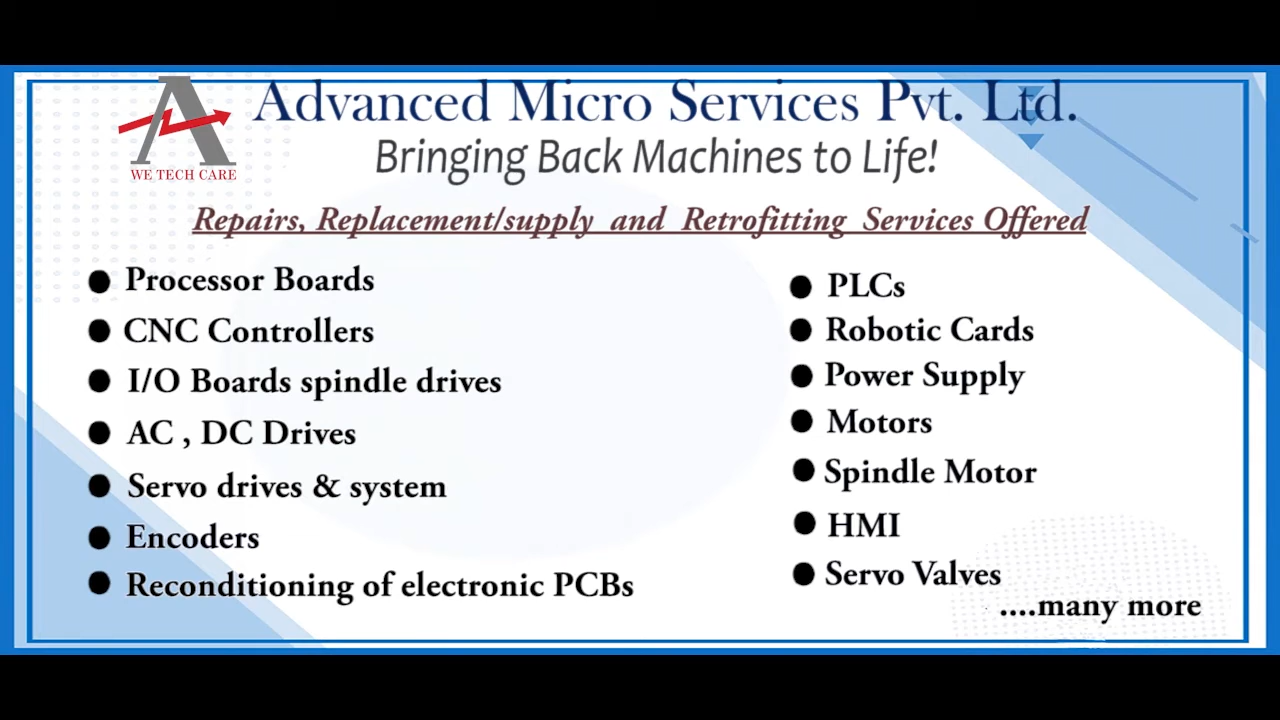 Advanced Micro Services Pvt. Ltd.
WE TECH CARE
Bringing Back Machines to Life!
Repairs, Replacement/supply and Retrofitting Services Offered
Processor Boards
CNC Controllers
I/O Boards spindle drives
AC , DC Drives
Servo drives & system
Encoders
Reconditioning of electronic PCBs
PLCs
Robotic Cards
Power Supply
Motors
Spindle Motor
HMI
Servo Valves
....many more